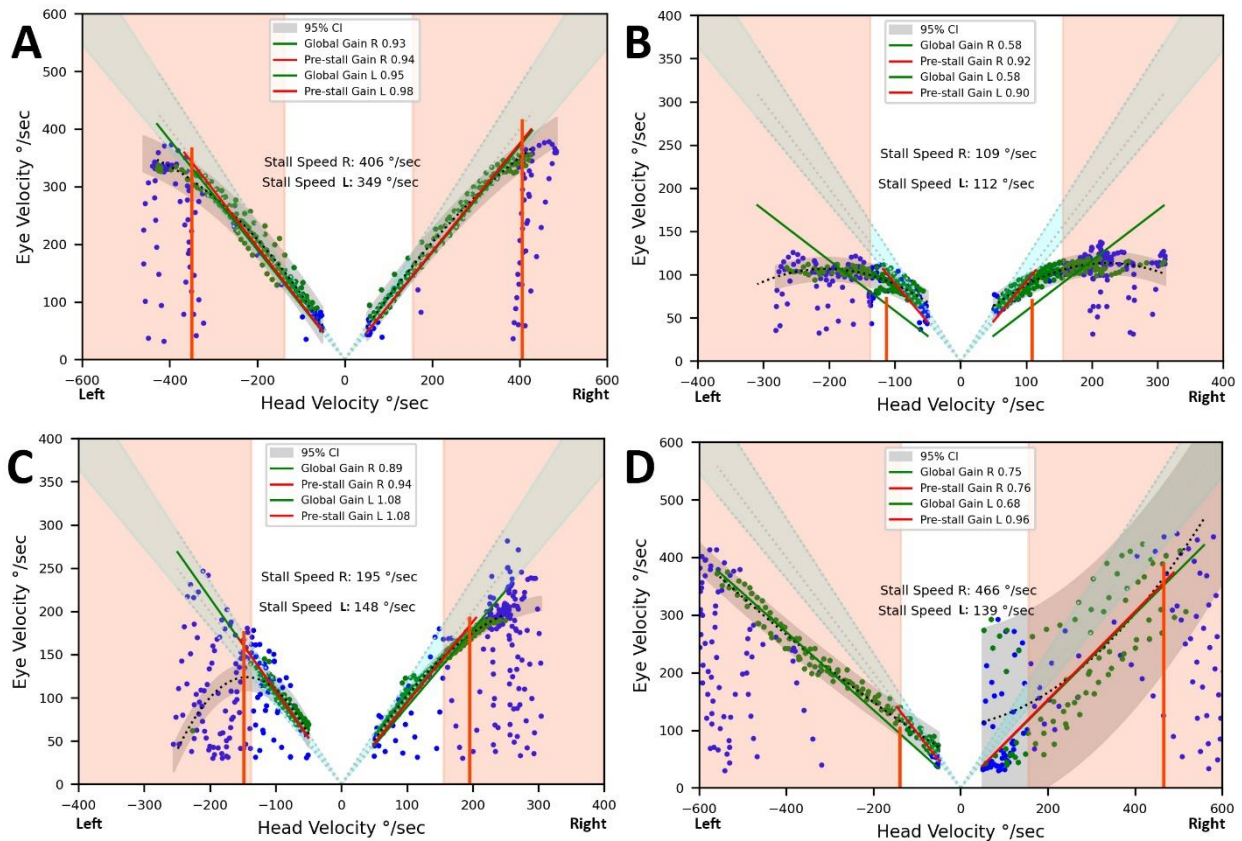 A
600
500
400
300
200
100
0
Eye Velocity °/sec
95% CI
Global Gain R 0.93
Pre-stall Gain R 0.94
Global Gain L 0.95
Pre-stall Gain L 0.98
Stall Speed R: 406 °/sec
Stall Speed L: 349 °/sec
−600 −400 −200 0 200 400 600
Left Head Velocity °/sec Right
B
400
350
300
250
200
150
100
50
0
Eye Velocity °/sec
95% CI
Global Gain R 0.58
Pre-stall Gain R 0.92
Global Gain L 0.58
Pre-stall Gain L 0.90
Stall Speed R: 109 °/sec
Stall Speed L: 112 °/sec
−400 −300 −200 −100 0 100 200 300 400
Left Head Velocity °/sec Right
C
400
350
300
250
200
150
100
50
0
Eye Velocity °/sec
95% CI
Global Gain R 0.89
Pre-stall Gain R 0.94
Global Gain L 1.08
Pre-stall Gain L 1.08
Stall Speed R: 195 °/sec
Stall Speed L: 148 °/sec
−400 −300 −200 −100 0 100 200 300 400
Left Head Velocity °/sec Right
D
600
500
400
300
200
100
0
Eye Velocity °/sec
95% CI
Global Gain R 0.75
Pre-stall Gain R 0.76
Global Gain L 0.68
Pre-stall Gain L 0.96
Stall Speed R: 466 °/sec
Stall Speed L: 139 °/sec
−600 −400 −200 0 200 400 600
Left Head Velocity °/sec Right